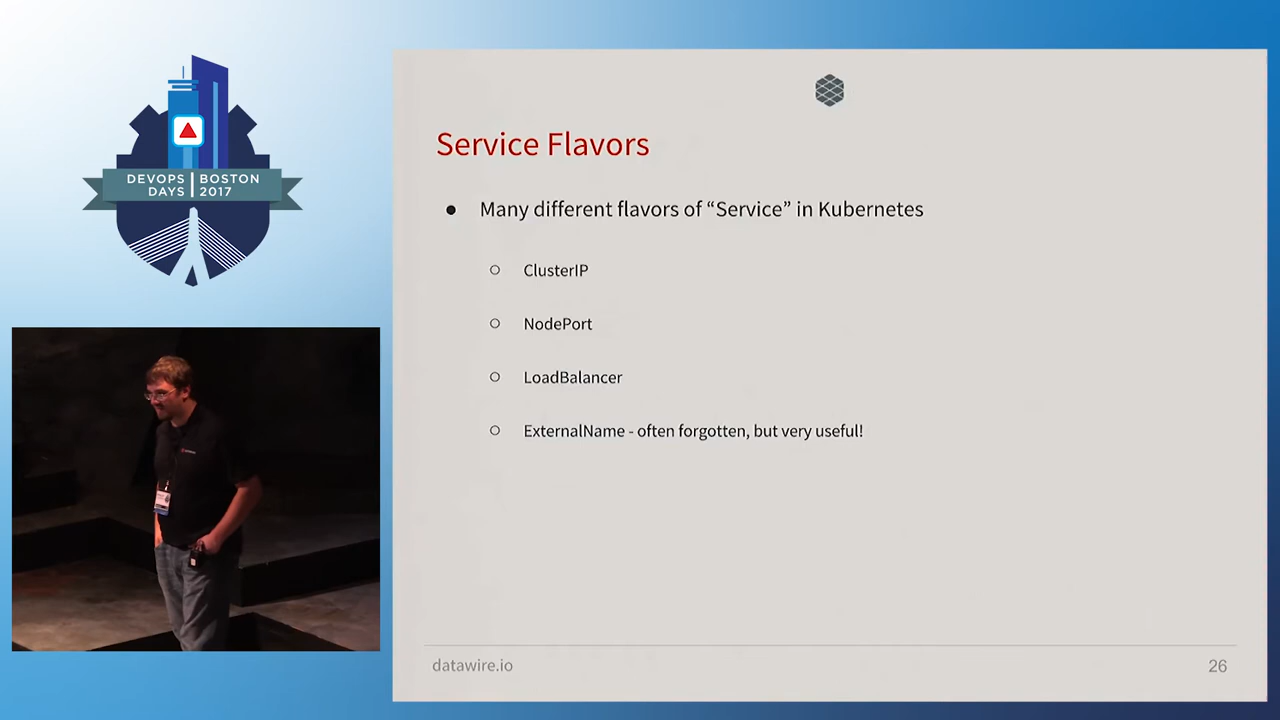 DEVOPS BOSTON
DAYS 2017
Service Flavors
● Many different flavors of “Service” in Kubernetes
○ ClusterIP
○ NodePort
○ LoadBalancer
○ ExternalName - often forgotten, but very useful!
datawire.io
26